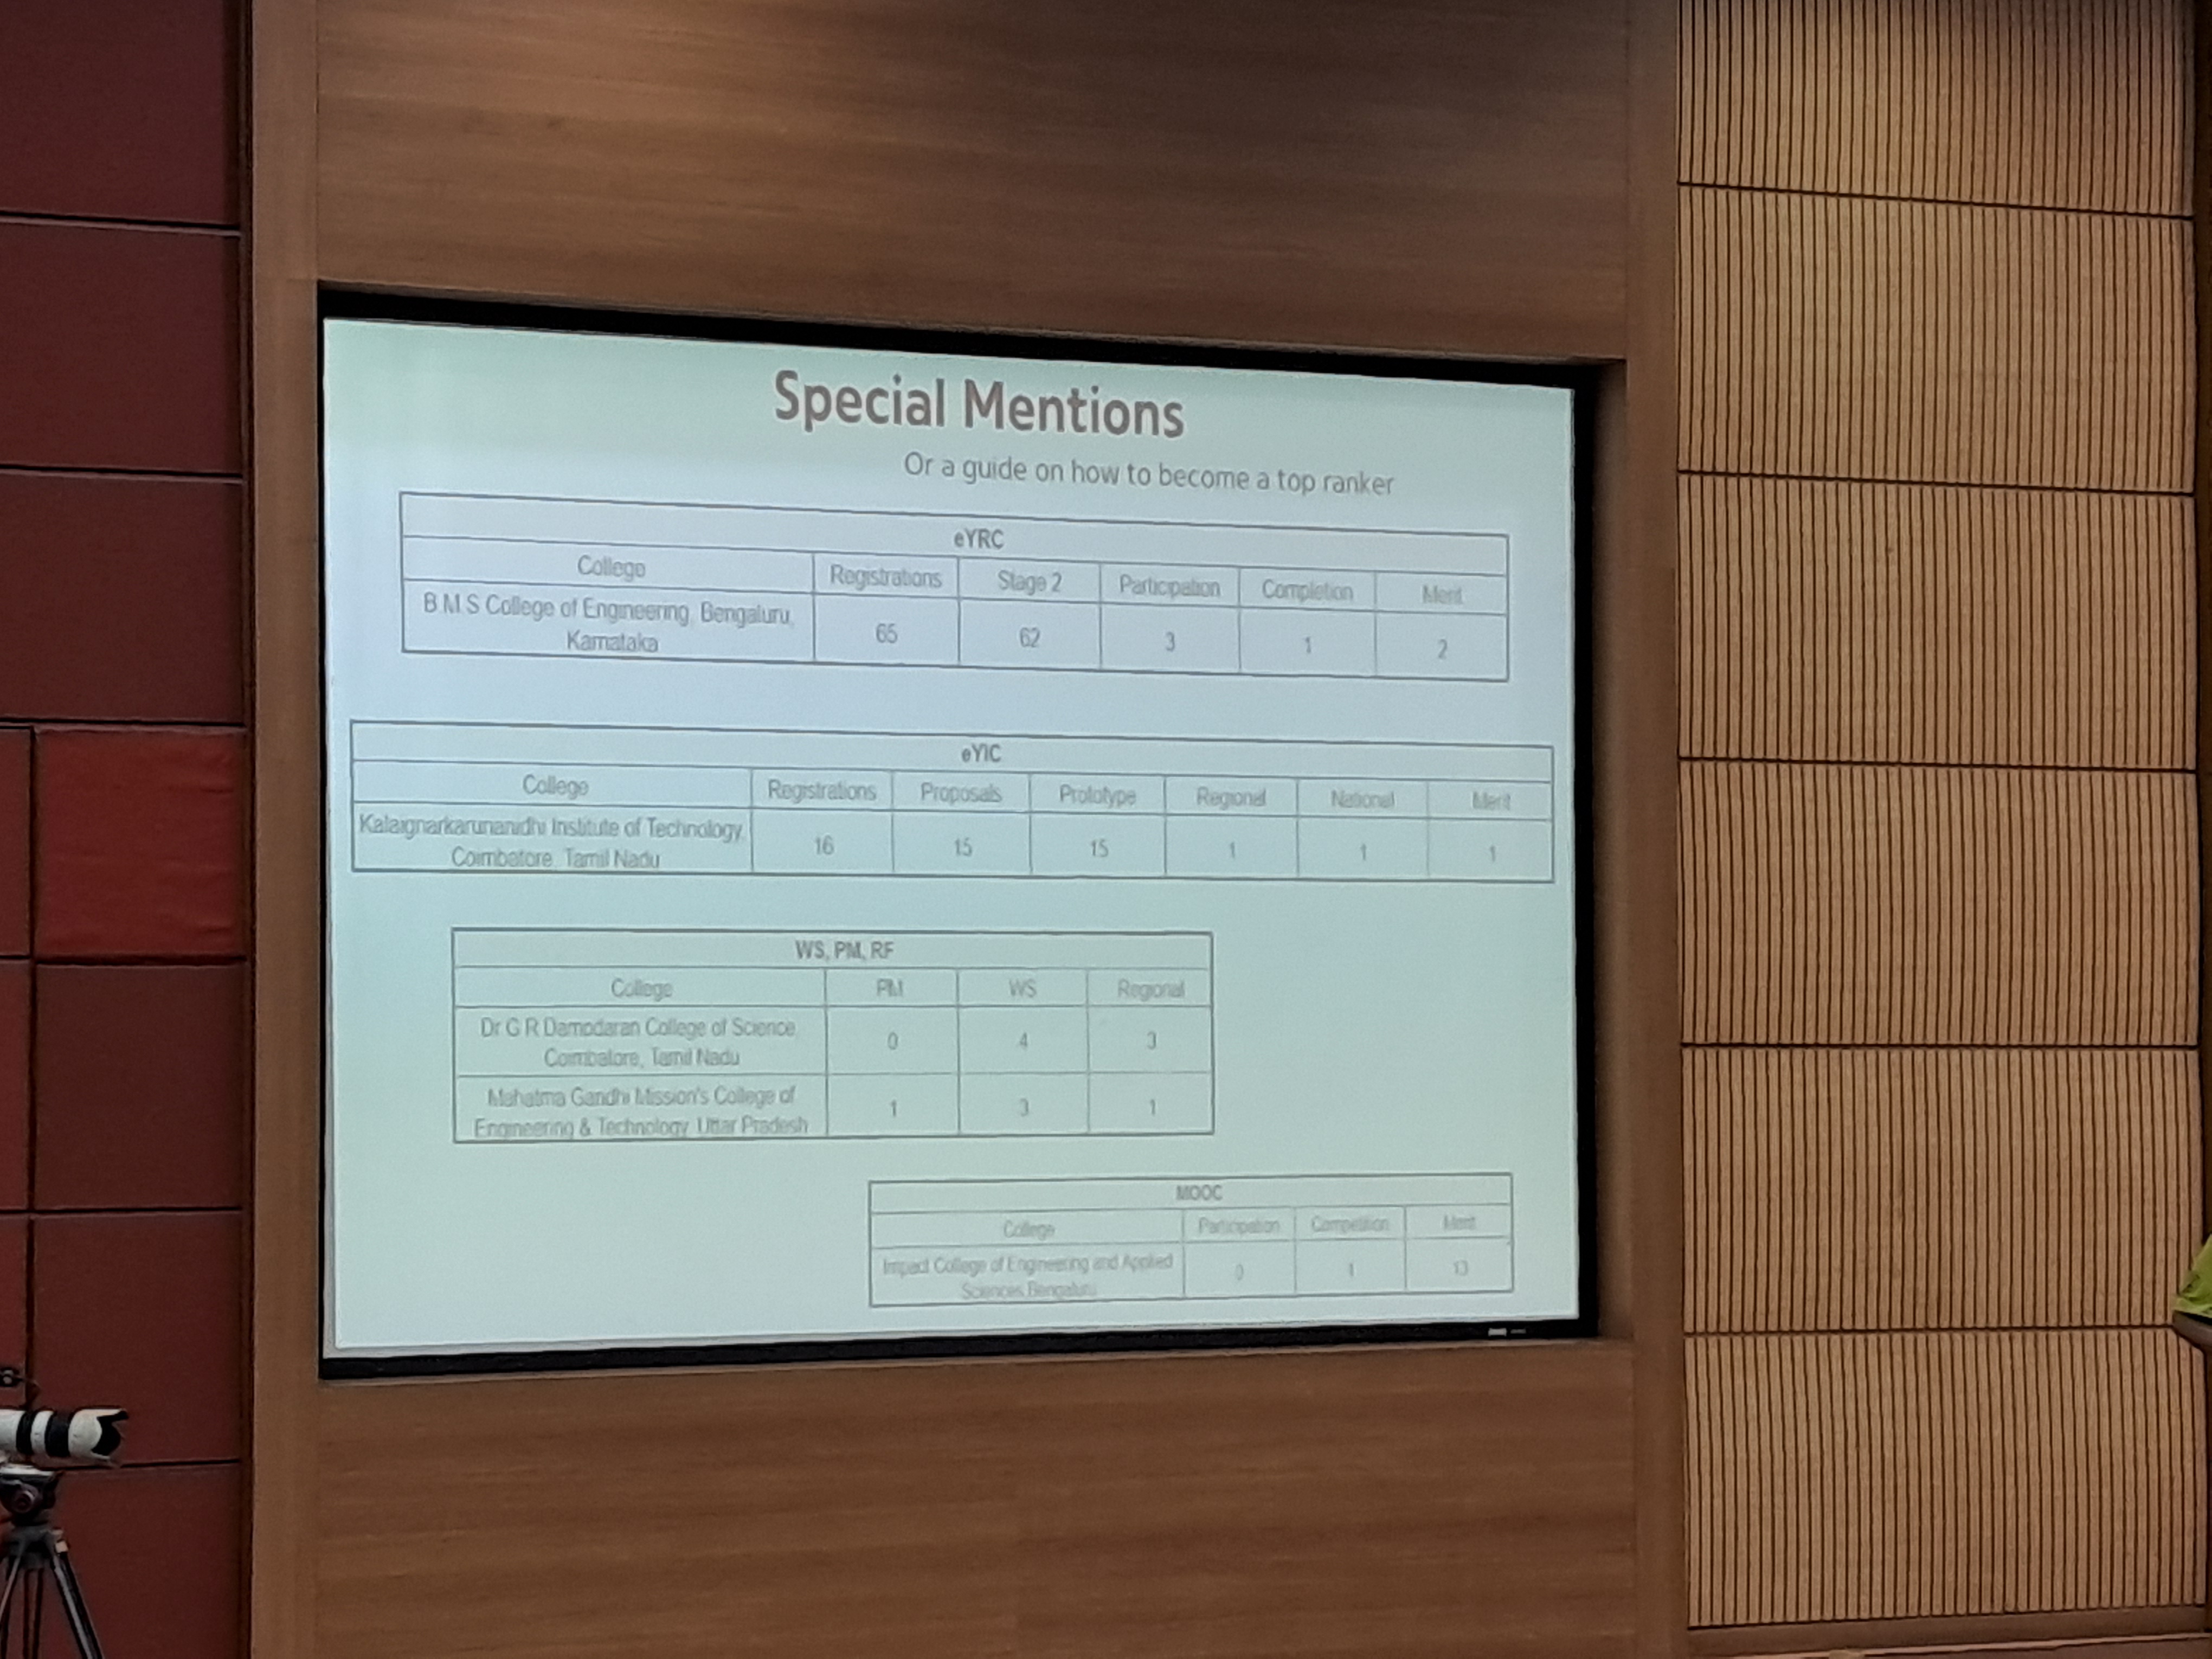 Special Mentions
Or a guide on how to become a top ranker
eYRC
College Registrations Stage 2 Participation Completion Merit
B M S College of Engineering, Bengaluru,
Karnataka 65 62 3 1 2
eYIC
College Registrations Proposals Prototype Regional National Merit
Kalaignarkarunanidhi Institute of Technology,
Coimbatore, Tamil Nadu 16 15 15 1 1 1
WS, PM, RF
College PM WS Regional
Dr G R Damodaran College of Science,
Coimbatore, Tamil Nadu 0 4 3
Mahatma Gandhi Mission's College of
Engineering & Technology, Uttar Pradesh 1 3 1
MOOC
College Participation Merit
Impact College of Engineering and Applied
Sciences Bengaluru 0 1 13